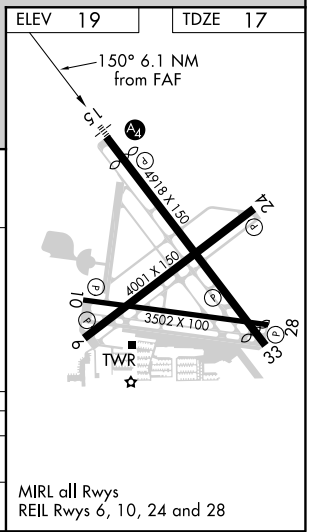 ELEV 19
TDZE 17
150° 6.1 NM
from FAF
15
A4
P
4918 X 150
24
P
4001 X 150
P
10
P
3502 X 100
P
28
P
6
33
TWR
MIRL all Rwys
REIL Rwys 6, 10, 24 and 28